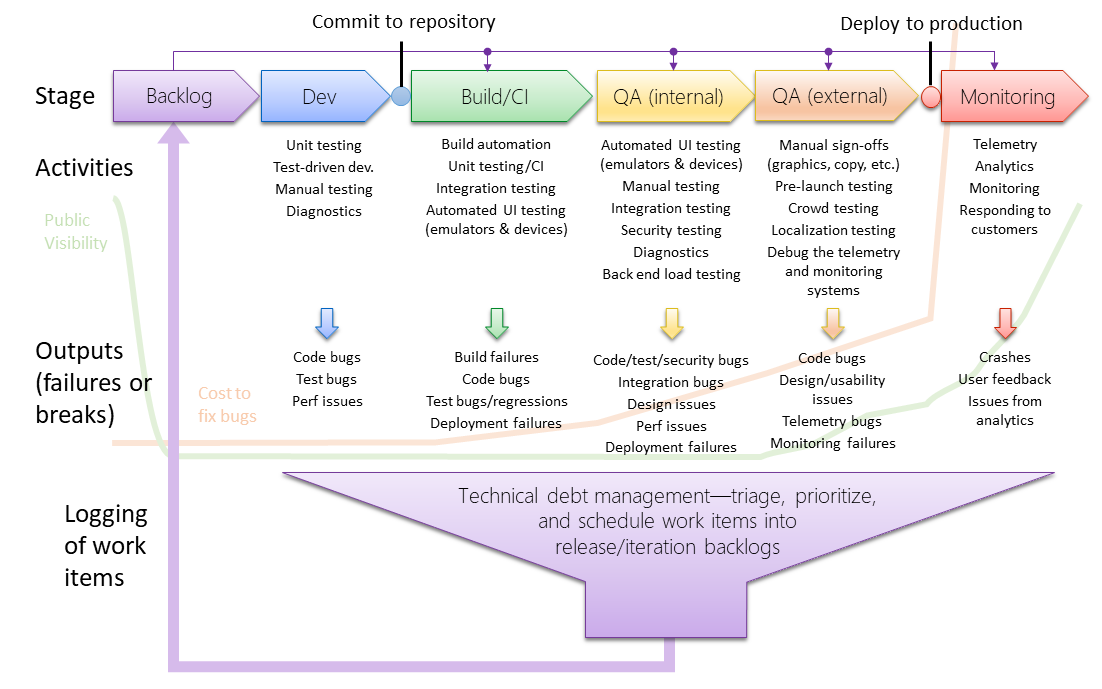 Commit to repository
Deploy to production
Stage
Backlog
Dev
Build/CI
QA (internal)
QA (external)
Monitoring
Activities
Unit testing
Test-driven dev.
Manual testing
Diagnostics
Build automation
Unit testing/CI
Integration testing
Automated UI testing
(emulators & devices)
Automated UI testing
(emulators & devices)
Manual testing
Integration testing
Security testing
Diagnostics
Back end load testing
Manual sign-offs
(graphics, copy, etc.)
Pre-launch testing
Crowd testing
Localization testing
Debug the telemetry
and monitoring
systems
Telemetry
Analytics
Monitoring
Responding to
customers
Public
Visibility
Outputs
(failures or
breaks)
Cost to
fix bugs
Code bugs
Test bugs
Perf issues
Build failures
Code bugs
Test bugs/regressions
Deployment failures
Code/test/security bugs
Integration bugs
Design issues
Perf issues
Deployment failures
Code bugs
Design/usability
issues
Telemetry bugs
Monitoring failures
Crashes
User feedback
Issues from
analytics
Logging
of work
items
Technical debt management—triage, prioritize,
and schedule work items into
release/iteration backlogs